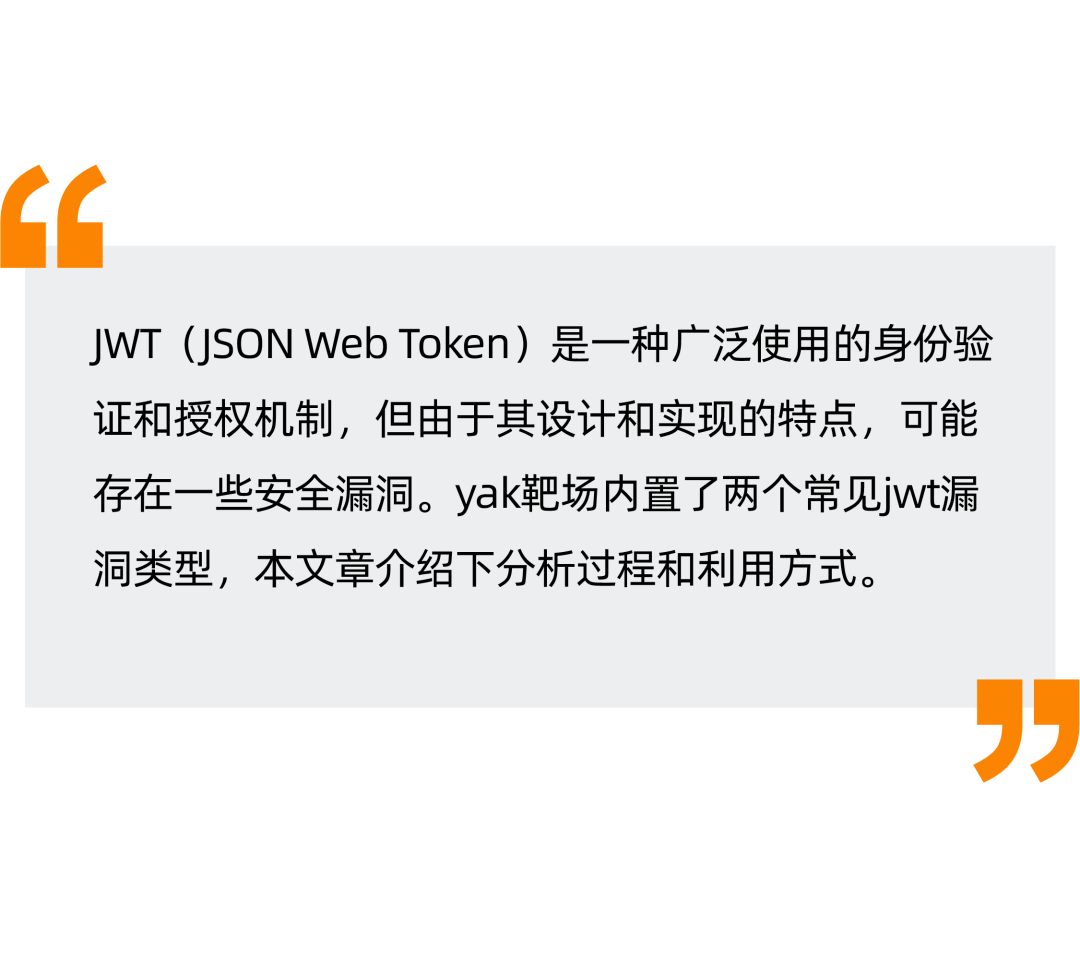 JWT（JSON Web Token）是一种广泛使用的身份验
证和授权机制，但由于其设计和实现的特点，可能
存在一些安全漏洞。yak靶场内置了两个常见jwt漏
洞类型，本文章介绍下分析过程和利用方式。